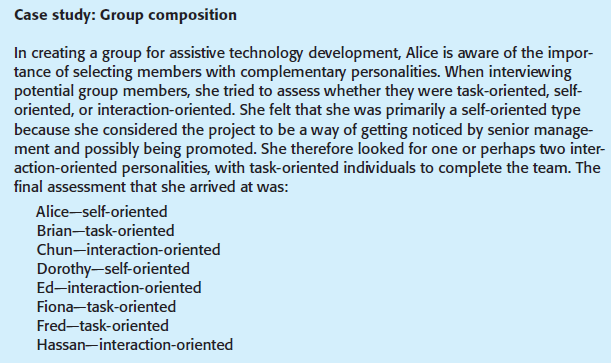 Case study: Group composition
In creating a group for assistive technology development, Alice is aware of the impor-
tance of selecting members with complementary personalities. When interviewing
potential group members, she tried to assess whether they were task-oriented, self-
oriented, or interaction-oriented. She felt that she was primarily a self-oriented type
because she considered the project to be a way of getting noticed by senior manage-
ment and possibly being promoted. She therefore looked for one or perhaps two inter-
action-oriented personalities, with task-oriented individuals to complete the team. The
final assessment that she arrived at was:
Alice—self-oriented
Brian—task-oriented
Chun—interaction-oriented
Dorothy—self-oriented
Ed—interaction-oriented
Fiona—task-oriented
Fred—task-oriented
Hassan—interaction-oriented